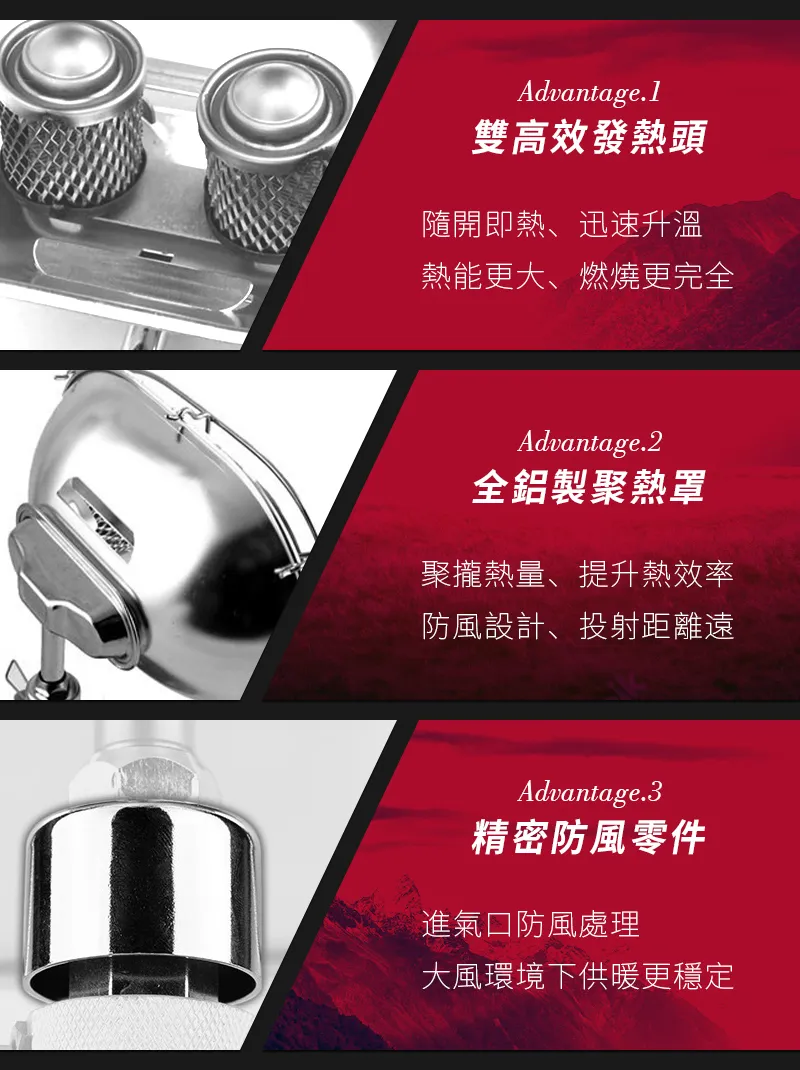 Advantage.1
雙高效發熱頭
隨開即熱、迅速升溫
熱能更大、燃燒更完全
Advantage.2
全鋁製聚熱罩
聚攏熱量、提升熱效率
防風設計、投射距離遠
Advantage.3
精密防風零件
進氣口防風處理
大風環境下供暖更穩定